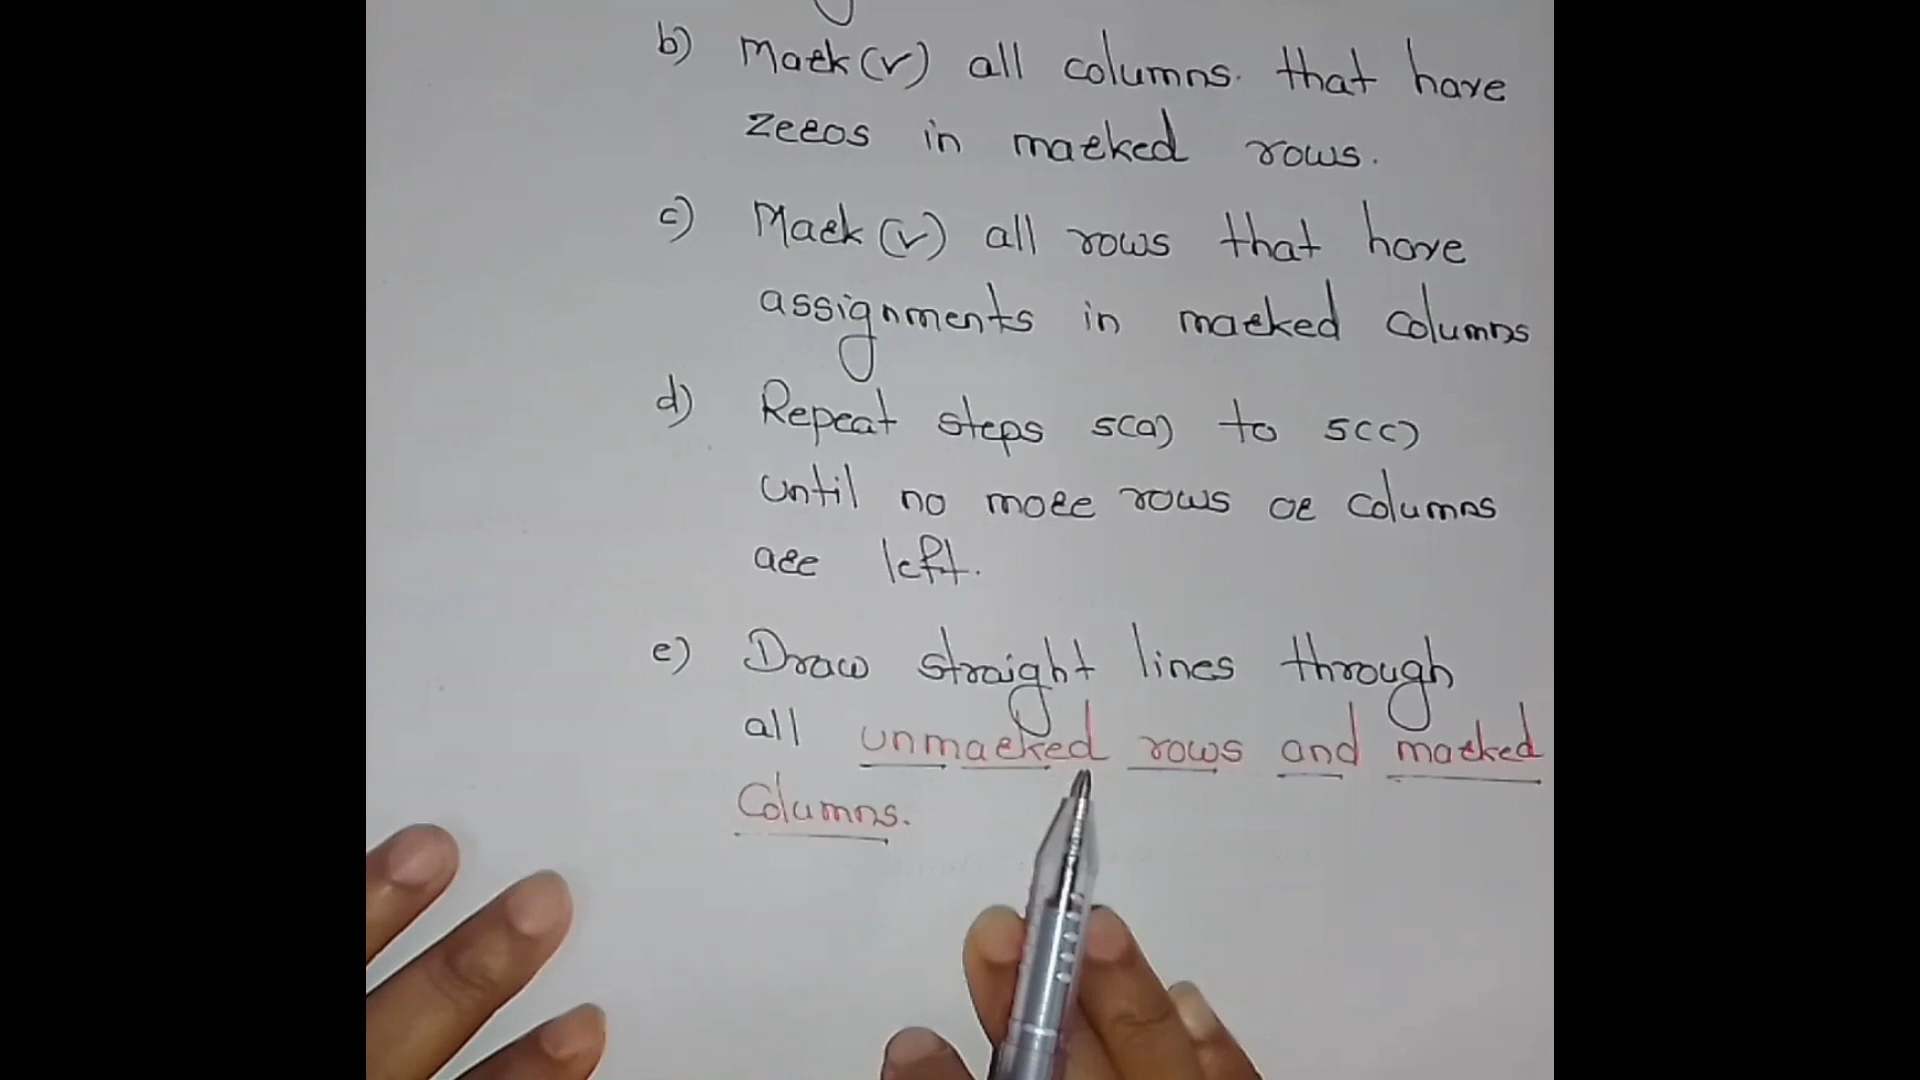 b) Mark(✓) all columns. that have
zeros in marked rows.
c) Mark(✓) all rows that have
assignments in marked columns
d) Repeat steps 5(a) to 5(c)
until no more rows or columns
are left.
e) Draw straight lines through
all unmarked rows and marked
Columns.